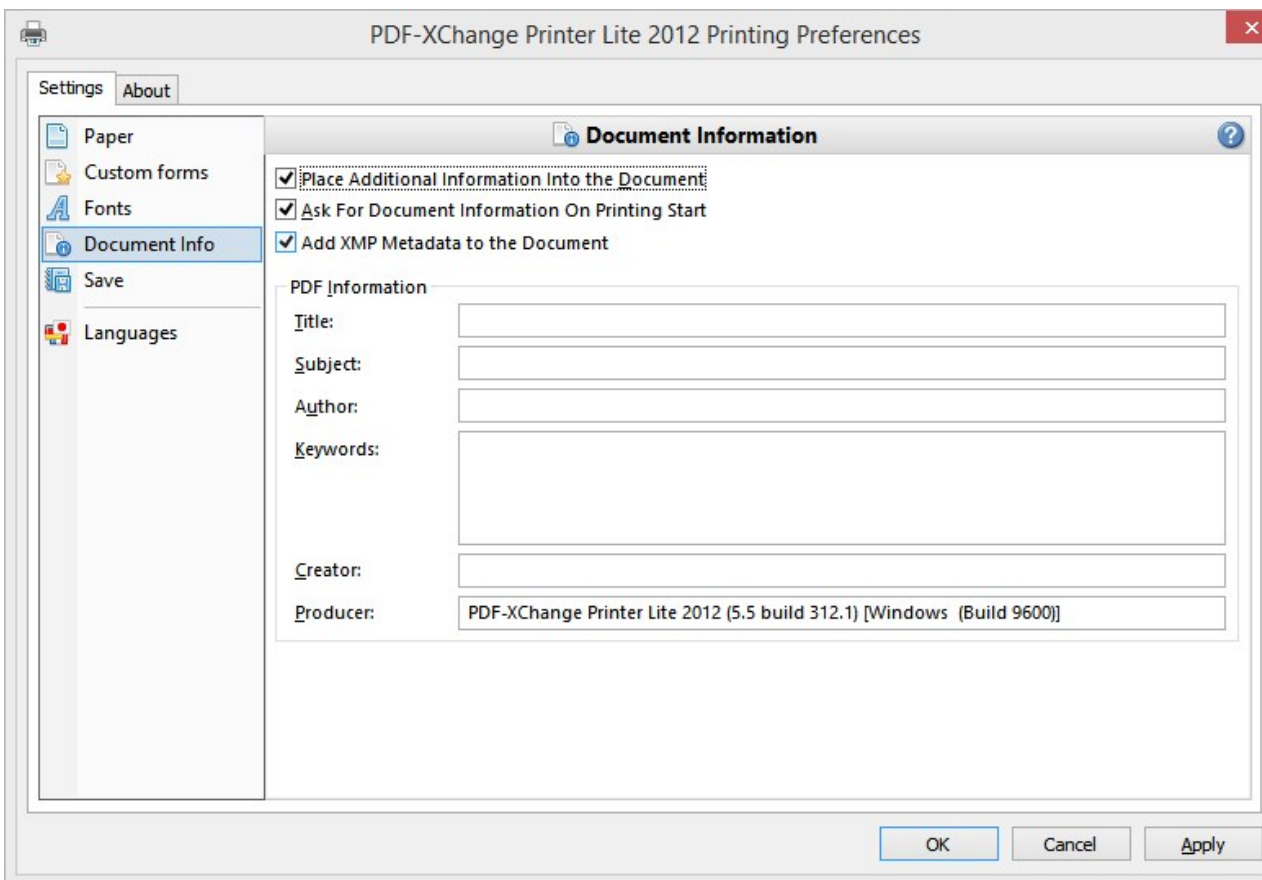 PDF-XChange Printer Lite 2012 Printing Preferences
Settings About
Paper
Custom forms
Fonts
Document Info
Save
Languages
Document Information
Place Additional Information Into the Document
Ask For Document Information On Printing Start
Add XMP Metadata to the Document
PDF Information
Title:
Subject:
Author:
Keywords:
Creator:
Producer: PDF-XChange Printer Lite 2012 (5.5 build 312.1) [Windows  (Build 9600)]
OK Cancel Apply